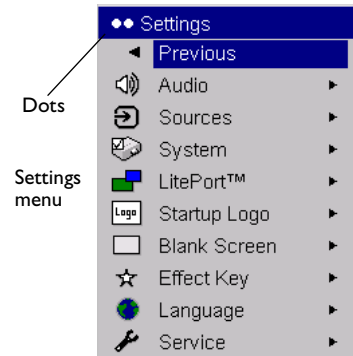 Settings
Previous
Audio
Dots
Sources
System
Settings
menu
LitePort™
Logo
Startup Logo
Blank Screen
Effect Key
Language
Service